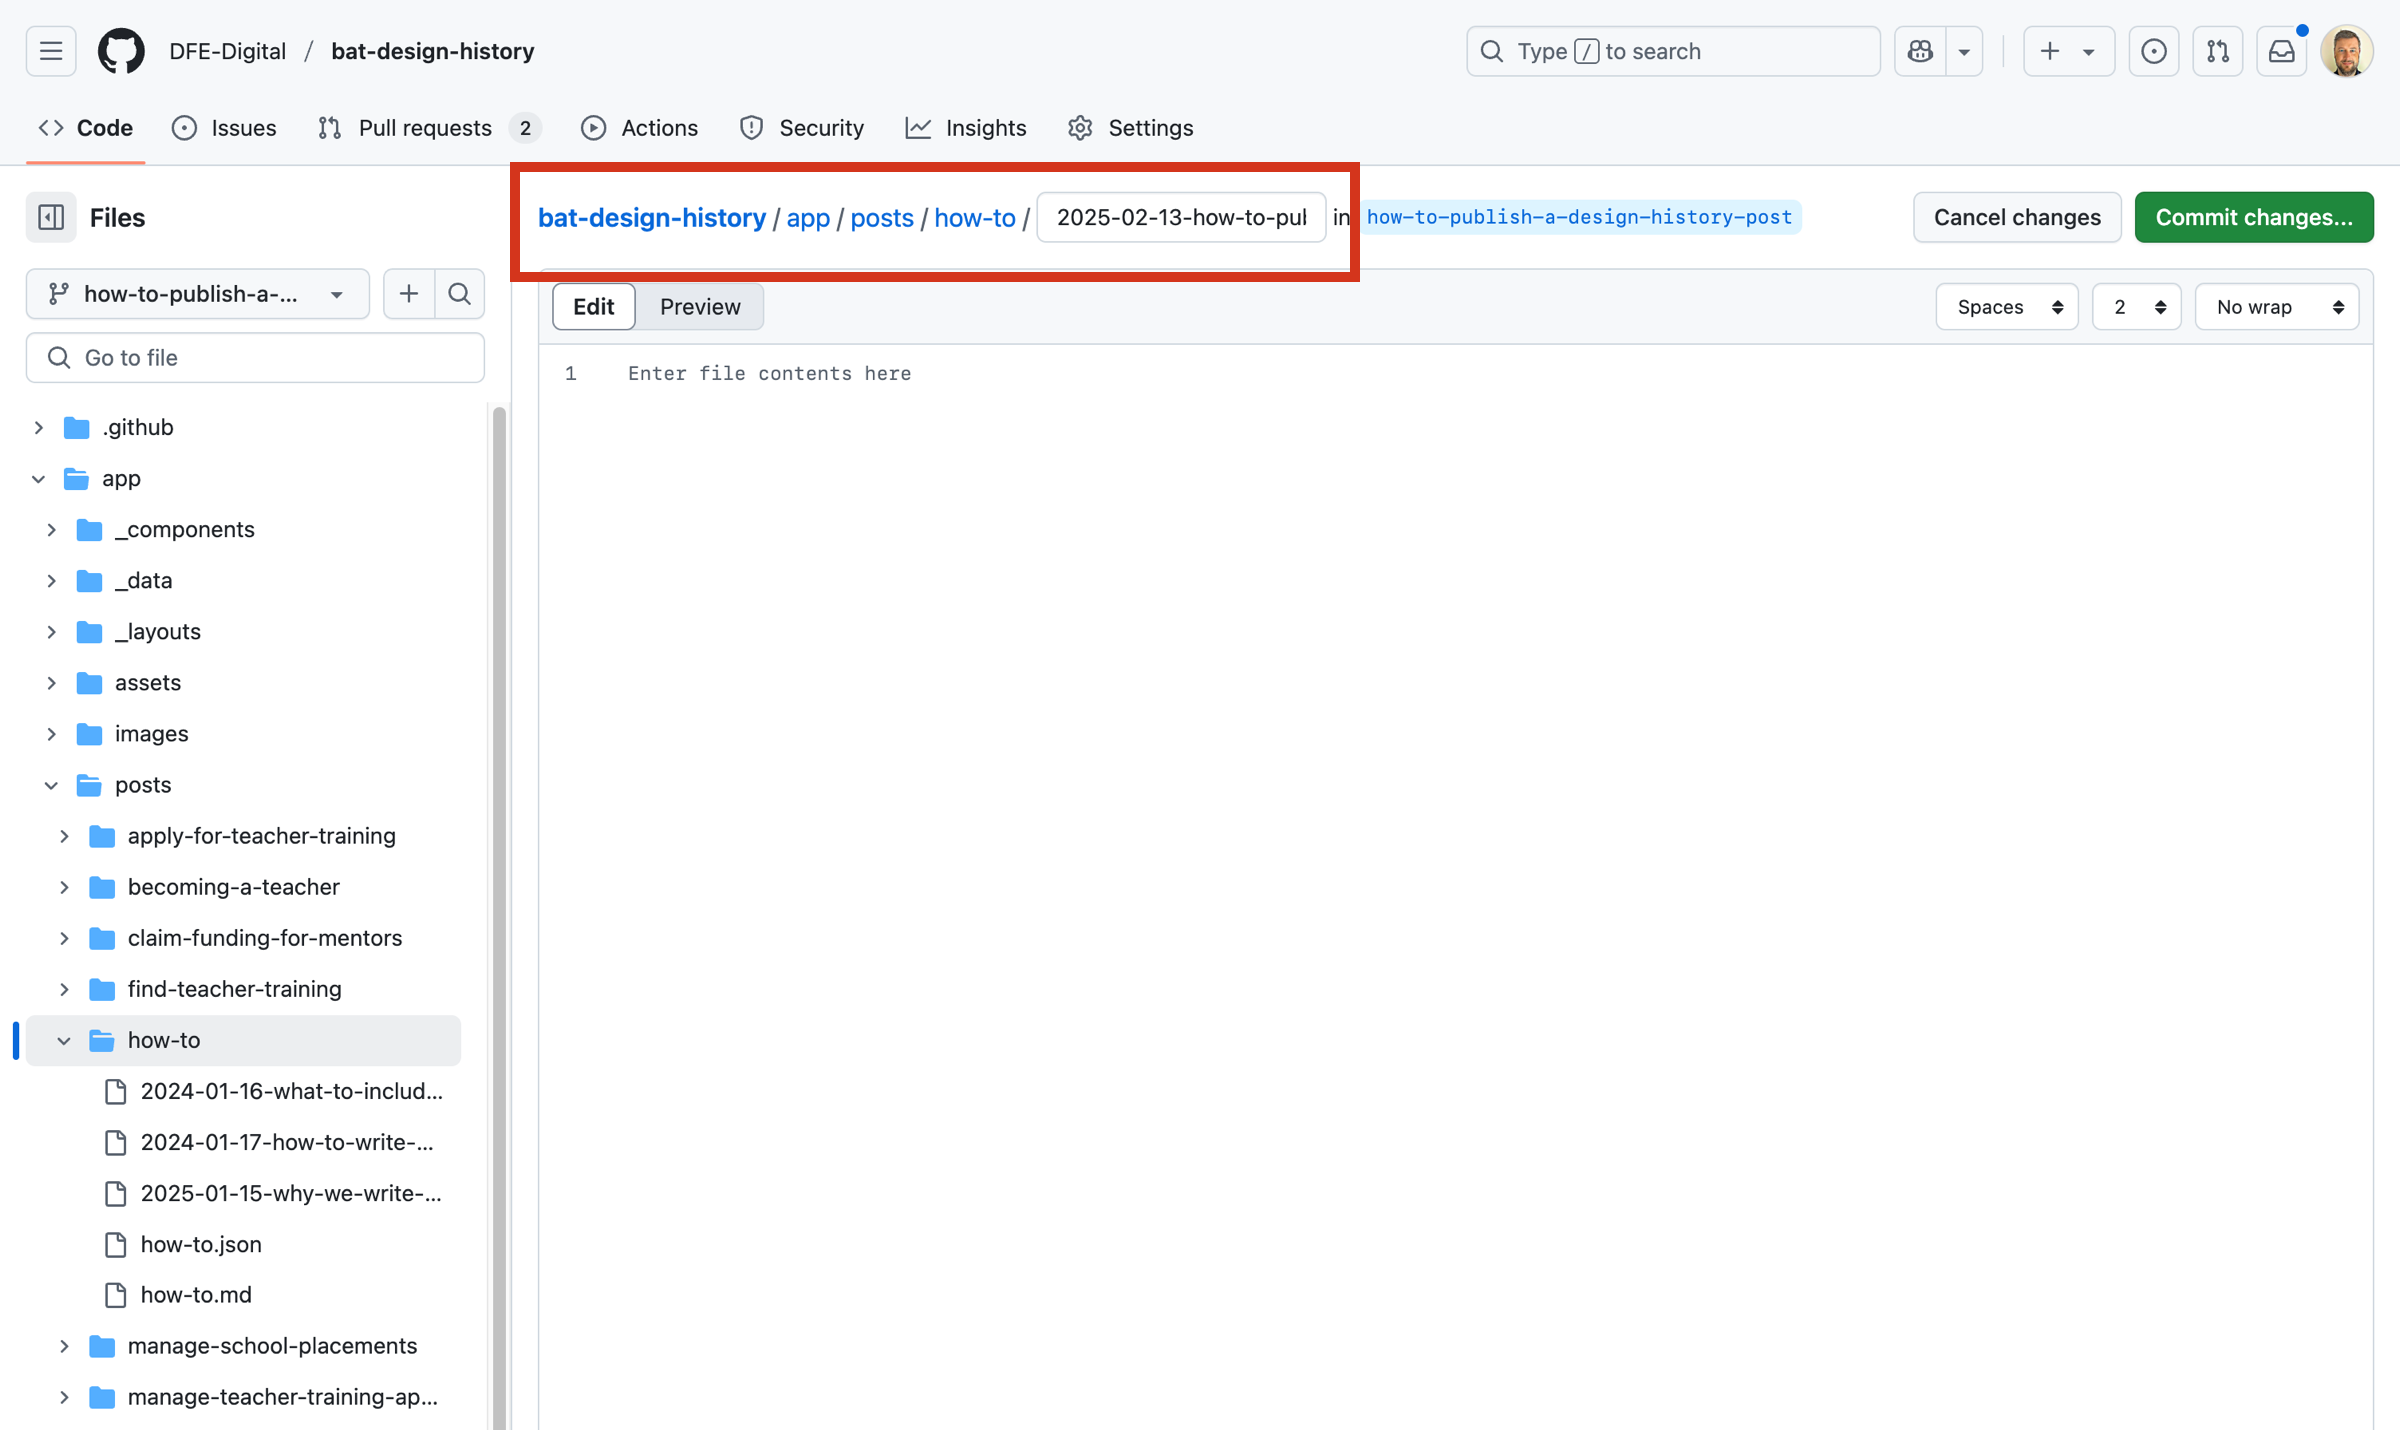 DFE-Digital / bat-design-history
Type / to search
Code
Issues
Pull requests 2
Actions
Security
Insights
Settings
Files
bat-design-history / app / posts / how-to / 2025-02-13-how-to-pub in how-to-publish-a-design-history-post
Cancel changes
Commit changes...
how-to-publish-a-...
Go to file
Edit
Preview
Spaces
2
No wrap
1 Enter file contents here
.github
app
_components
_data
_layouts
assets
images
posts
apply-for-teacher-training
becoming-a-teacher
claim-funding-for-mentors
find-teacher-training
how-to
2024-01-16-what-to-includ...
2024-01-17-how-to-write-...
2025-01-15-why-we-write-...
how-to.json
how-to.md
manage-school-placements
manage-teacher-training-ap...